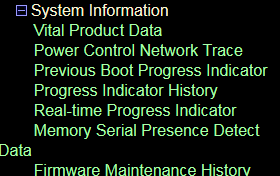 System Information
Vital Product Data
Power Control Network Trace
Previous Boot Progress Indicator
Progress Indicator History
Real-time Progress Indicator
Memory Serial Presence Detect
Data
Firmware Maintenance History